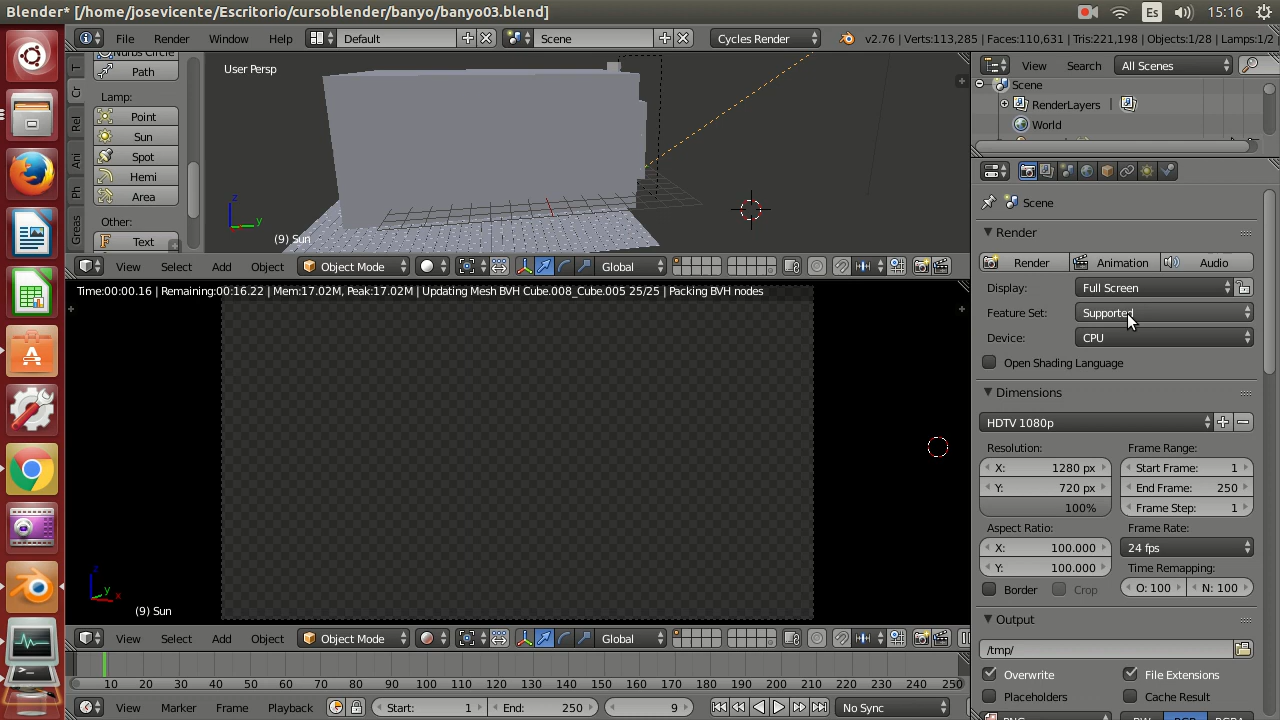 Blender* [/home/josevicente/Escritorio/cursoblender/banyo/banyo03.blend]
Es 15:16
File Render Window Help Default Scene Cycles Render v2.76 | Verts:113,285 | Faces:110,631 | Tris:221,198 | Objects:1/28 | Lamps:1/2
Path
Lamp:
Point
Sun
Spot
Hemi
Area
Other:
Text
T
Cr
Rel
Ani
Ph
Greas
User Persp
z
y
(9) Sun
View Select Add Object Object Mode Global
Time:00:00.16 | Remaining:00:16.22 | Mem:17.02M, Peak:17.02M | Updating Mesh BVH Cube.008_Cube.005 25/25 | Packing BVH nodes
z
y
x
(9) Sun
View Select Add Object Object Mode Global
10 20 30 40 50 60 70 80 90 100 110 120 130 140 150 160 170 180 190 200 210 220 230 240 250
View Marker Frame Playback Start: 1 End: 250 9 No Sync
View Search All Scenes
Scene
RenderLayers |
World
Scene
Render
Render Animation Audio
Display: Full Screen
Feature Set: Supported
Device: CPU
Open Shading Language
Dimensions
HDTV 1080p
Resolution: Frame Range:
X: 1280 px Start Frame: 1
Y: 720 px End Frame: 250
100% Frame Step: 1
Aspect Ratio: Frame Rate:
X: 100.000 24 fps
Y: 100.000 Time Remapping:
Border Crop O: 100 N: 100
Output
/tmp/
Overwrite File Extensions
Placeholders Cache Result